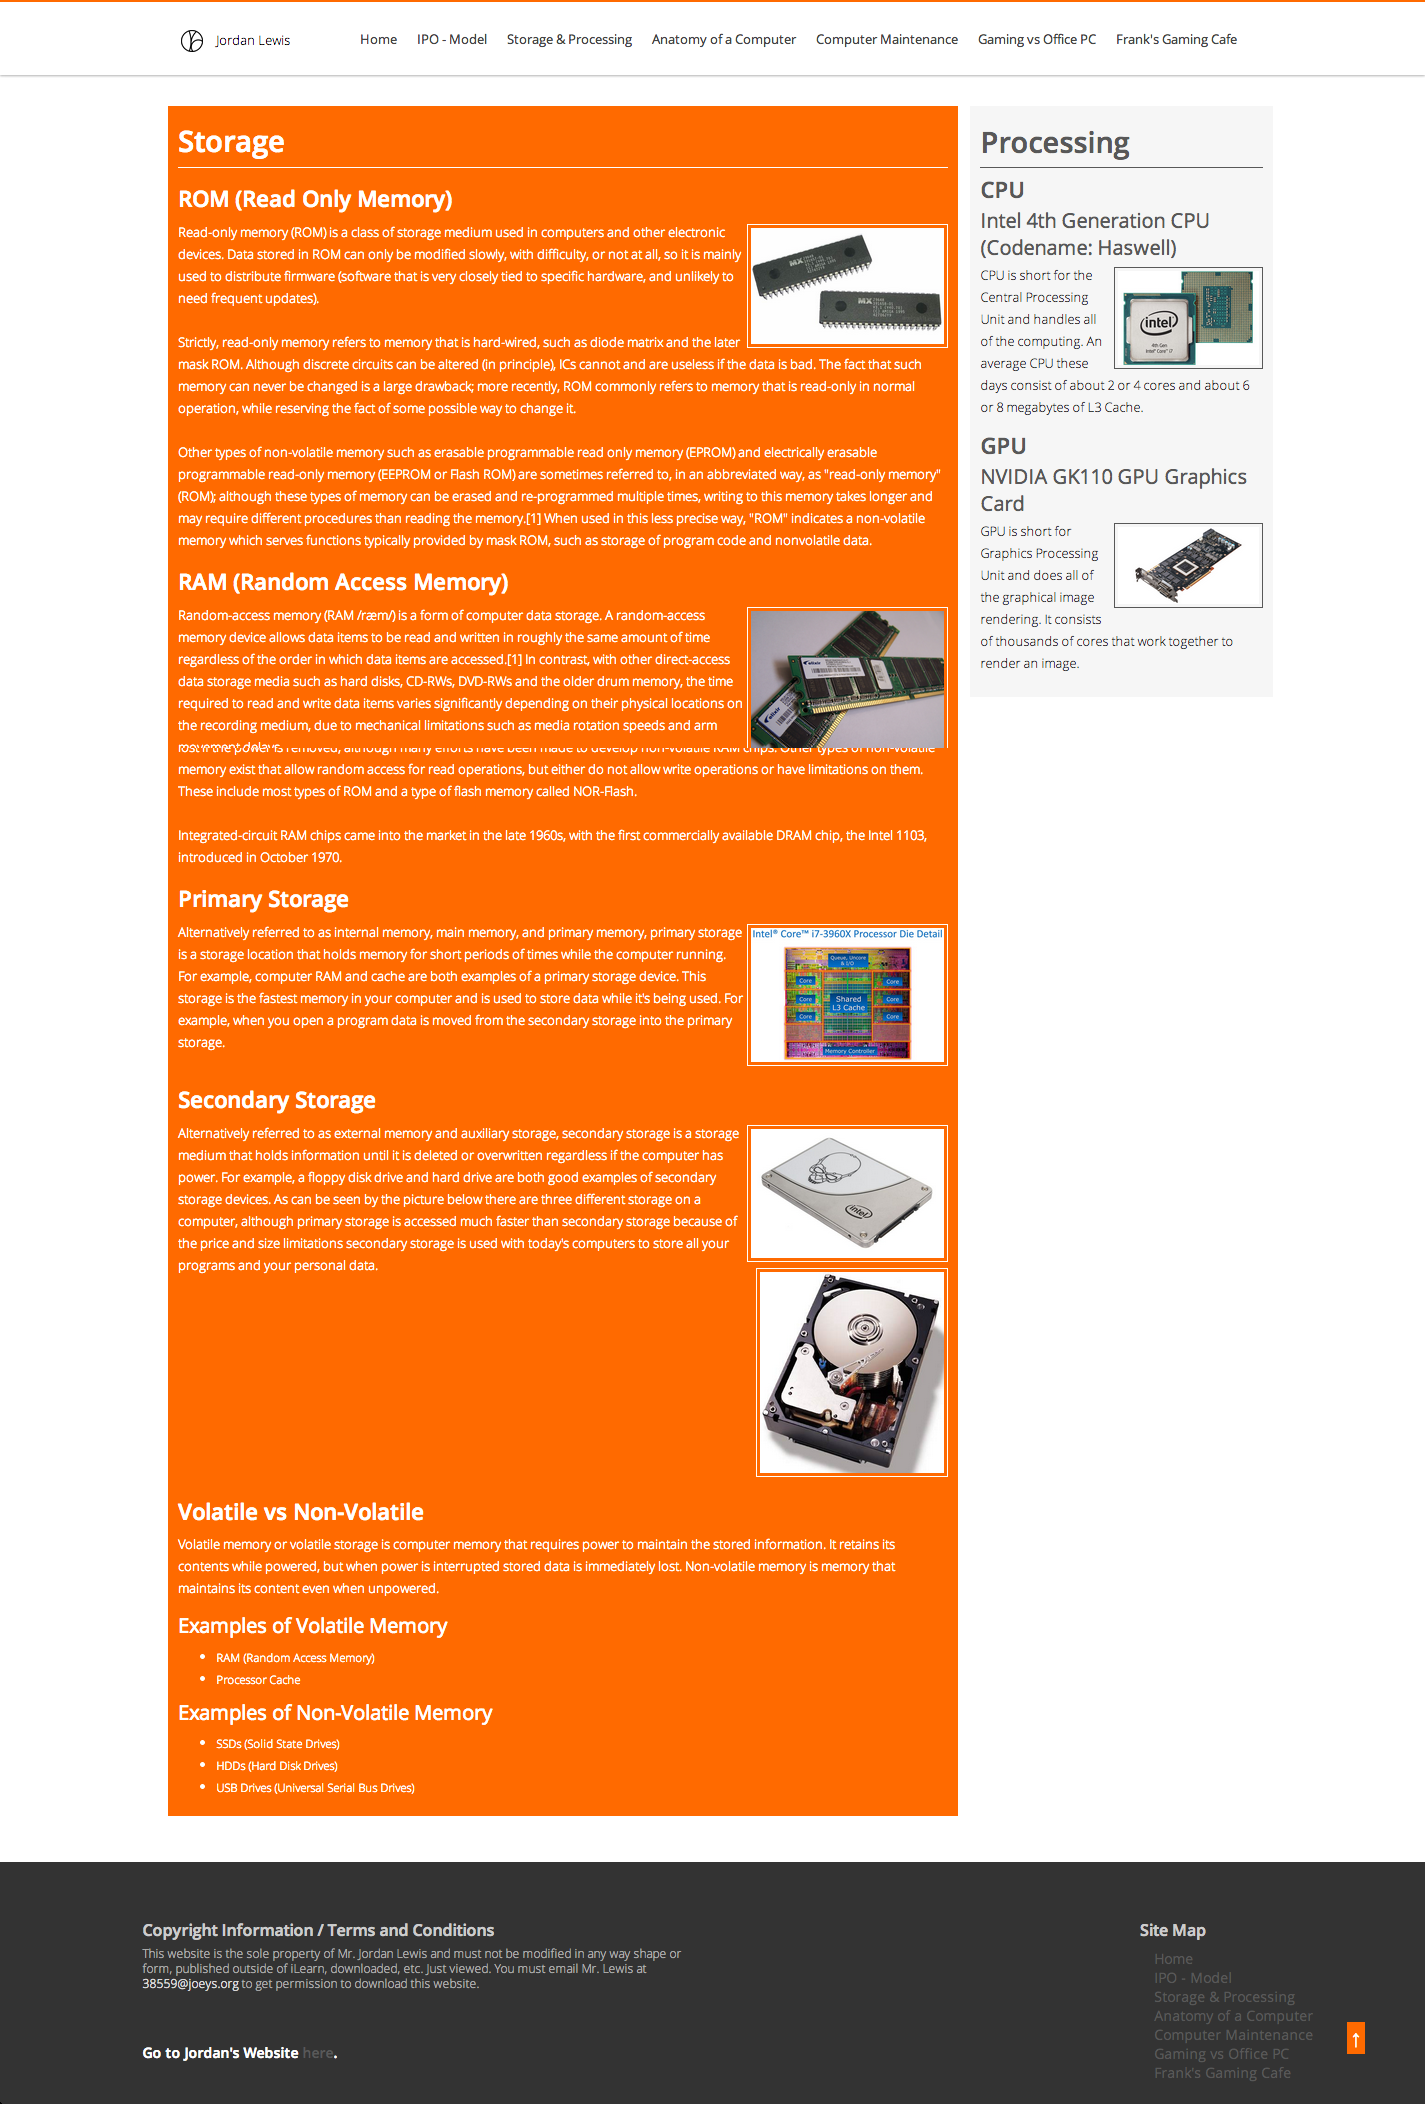 Jordan Lewis
Home
IPO - Model
Storage & Processing
Anatomy of a Computer
Computer Maintenance
Gaming vs Office PC
Frank's Gaming Cafe
Storage
ROM (Read Only Memory)
Read-only memory (ROM) is a class of storage medium used in computers and other electronic
devices. Data stored in ROM can only be modified slowly, with difficulty, or not at all, so it is mainly
used to distribute firmware (software that is very closely tied to specific hardware, and unlikely to
need frequent updates).
Strictly, read-only memory refers to memory that is hard-wired, such as diode matrix and the later
mask ROM. Although discrete circuits can be altered (in principle), ICs cannot and are useless if the data is bad. The fact that such
memory can never be changed is a large drawback; more recently, ROM commonly refers to memory that is read-only in normal
operation, while reserving the fact of some possible way to change it.
Other types of non-volatile memory such as erasable programmable read only memory (EPROM) and electrically erasable
programmable read-only memory (EEPROM or Flash ROM) are sometimes referred to, in an abbreviated way, as "read-only memory"
(ROM); although these types of memory can be erased and re-programmed multiple times, writing to this memory takes longer and
may require different procedures than reading the memory.[1] When used in this less precise way, "ROM" indicates a non-volatile
memory which serves functions typically provided by mask ROM, such as storage of program code and nonvolatile data.
MX
MX
RAM (Random Access Memory)
Random-access memory (RAM /ræm/) is a form of computer data storage. A random-access
memory device allows data items to be read and written in roughly the same amount of time
regardless of the order in which data items are accessed.[1] In contrast, with other direct-access
data storage media such as hard disks, CD-RWs, DVD-RWs and the older drum memory, the time
required to read and write data items varies significantly depending on their physical locations on
the recording medium, due to mechanical limitations such as media rotation speeds and arm
is removed, although many efforts have been made to develop non-volatile RAM chips. Other types of non-volatile
memory exist that allow random access for read operations, but either do not allow write operations or have limitations on them.
These include most types of ROM and a type of flash memory called NOR-Flash.
Integrated-circuit RAM chips came into the market in the late 1960s, with the first commercially available DRAM chip, the Intel 1103,
introduced in October 1970.
elixir
elixir
Primary Storage
Alternatively referred to as internal memory, main memory, and primary memory, primary storage
is a storage location that holds memory for short periods of times while the computer running.
For example, computer RAM and cache are both examples of a primary storage device. This
storage is the fastest memory in your computer and is used to store data while it's being used. For
example, when you open a program data is moved from the secondary storage into the primary
storage.
Intel® Core™ i7-3960X Processor Die Detail
Queue, Uncore
& I/O
Core
Core
Core
Shared
L3 Cache
Core
Core
Core
Memory Controller
Secondary Storage
Alternatively referred to as external memory and auxiliary storage, secondary storage is a storage
medium that holds information until it is deleted or overwritten regardless if the computer has
power. For example, a floppy disk drive and hard drive are both good examples of secondary
storage devices. As can be seen by the picture below there are three different storage on a
computer, although primary storage is accessed much faster than secondary storage because of
the price and size limitations secondary storage is used with today's computers to store all your
programs and your personal data.
intel
Volatile vs Non-Volatile
Volatile memory or volatile storage is computer memory that requires power to maintain the stored information. It retains its
contents while powered, but when power is interrupted stored data is immediately lost. Non-volatile memory is memory that
maintains its content even when unpowered.
Examples of Volatile Memory
RAM (Random Access Memory)
Processor Cache
Examples of Non-Volatile Memory
SSDs (Solid State Drives)
HDDs (Hard Disk Drives)
USB Drives (Universal Serial Bus Drives)
Processing
CPU
Intel 4th Generation CPU
(Codename: Haswell)
CPU is short for the
Central Processing
Unit and handles all
of the computing. An
average CPU these
days consist of about 2 or 4 cores and about 6
or 8 megabytes of L3 Cache.
intel
4th Gen
Intel® Core™ i7
GPU
NVIDIA GK110 GPU Graphics
Card
GPU is short for
Graphics Processing
Unit and does all of
the graphical image
rendering. It consists
of thousands of cores that work together to
render an image.
Copyright Information / Terms and Conditions
This website is the sole property of Mr. Jordan Lewis and must not be modified in any way shape or
form, published outside of iLearn, downloaded, etc. Just viewed. You must email Mr. Lewis at
38559@joeys.org to get permission to download this website.
Go to Jordan's Website here.
Site Map
Home
IPO - Model
Storage & Processing
Anatomy of a Computer
Computer Maintenance
Gaming vs Office PC
Frank's Gaming Cafe
↑